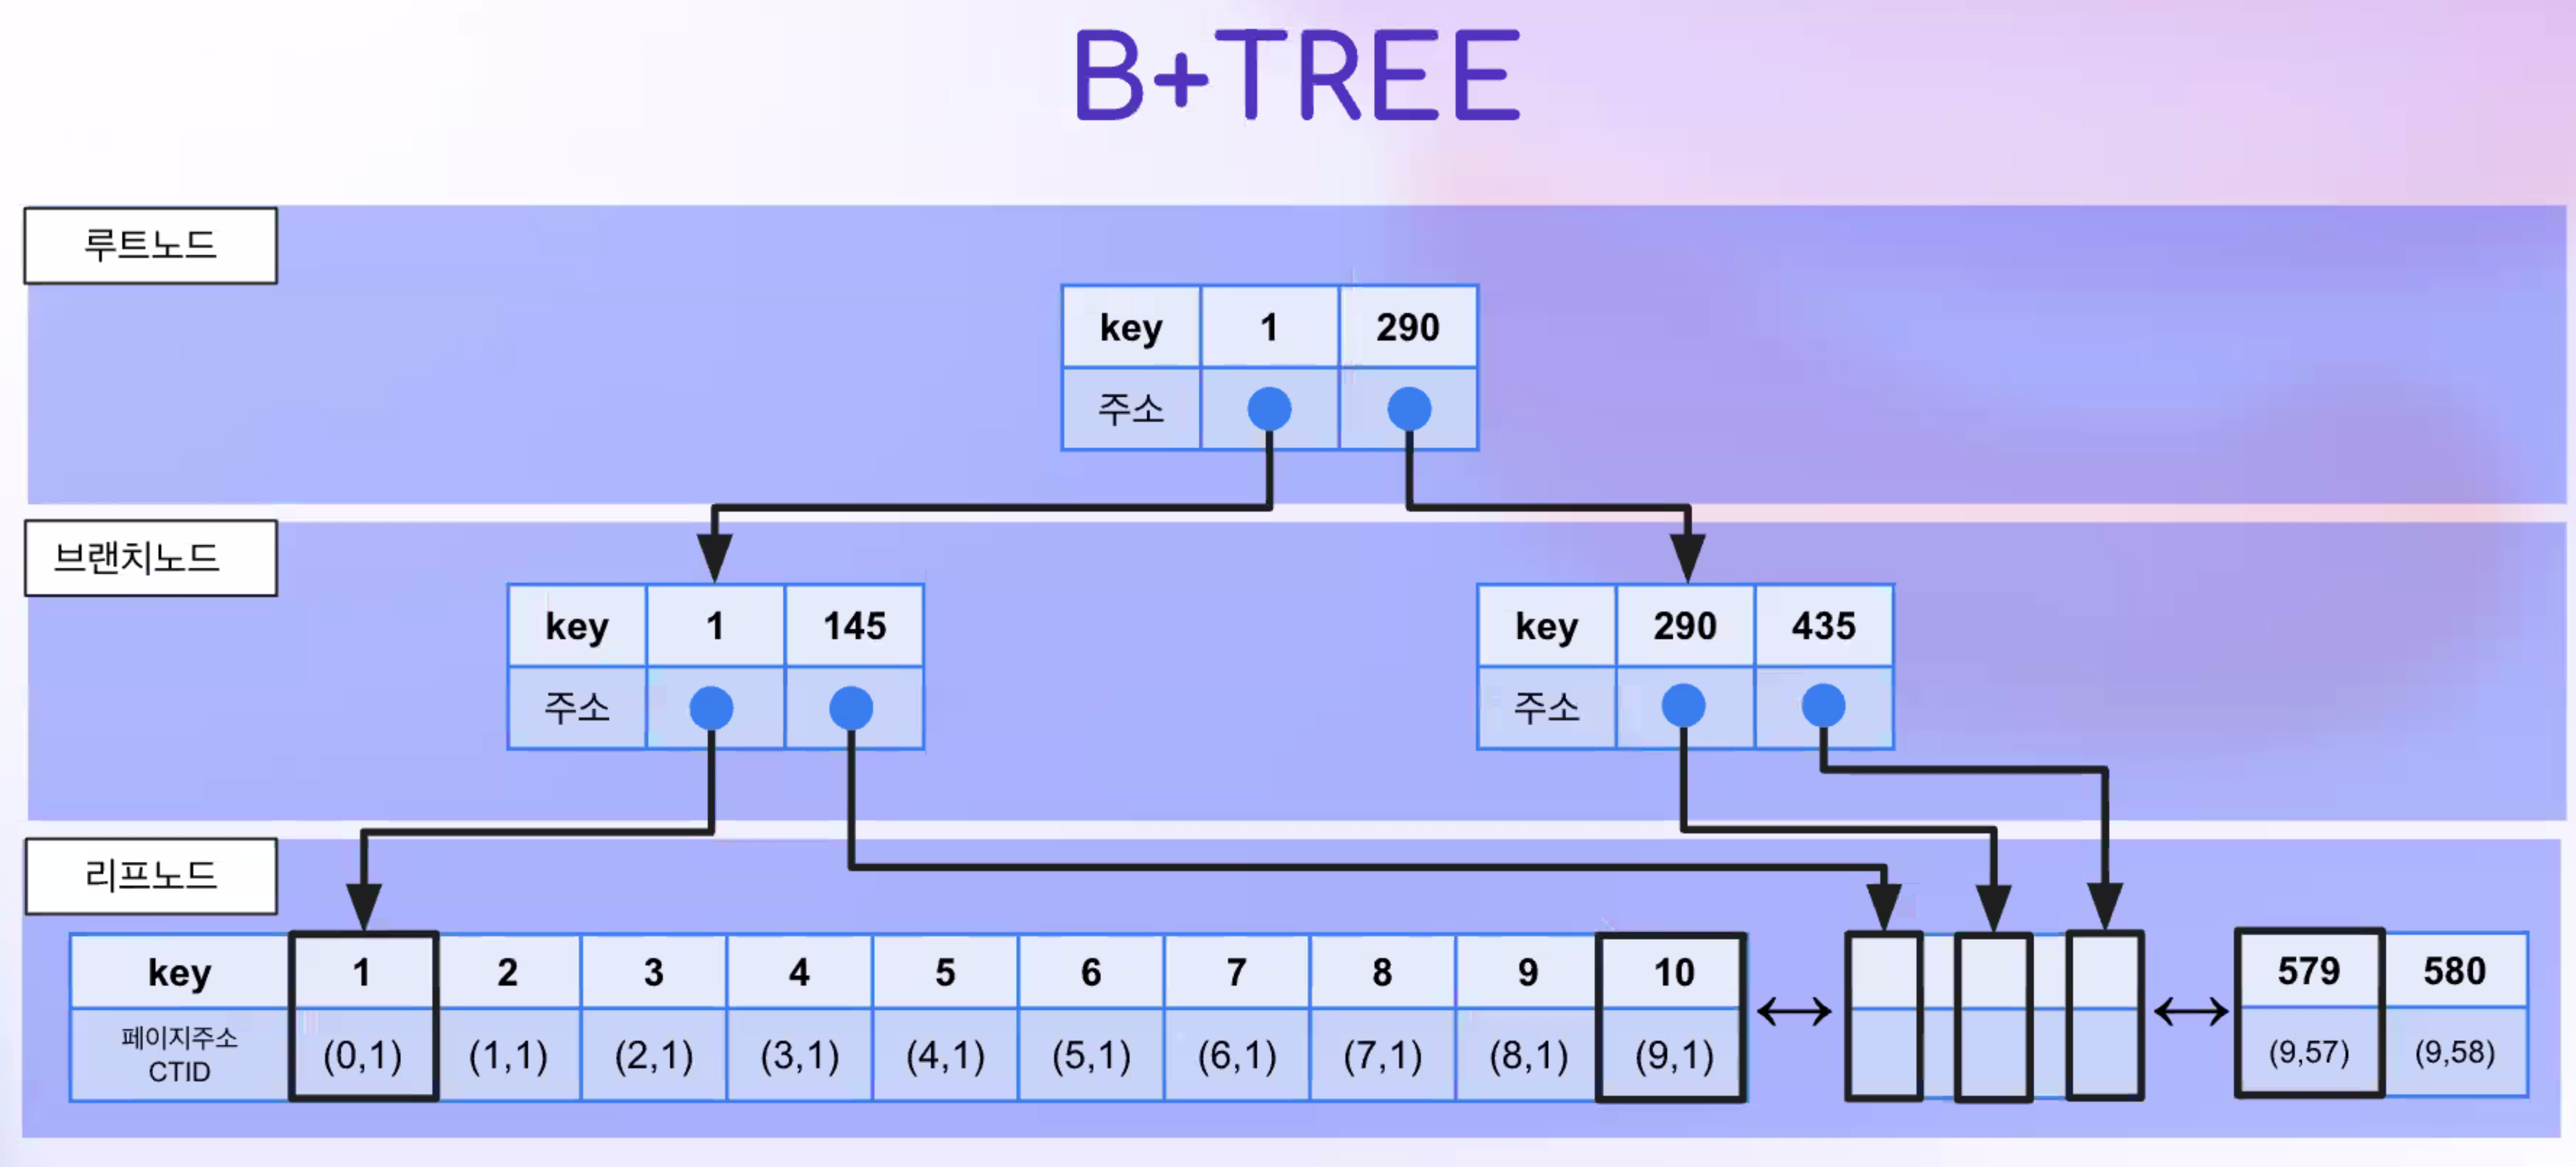 B+TREE
루트노드
key 1 290
주소
브랜치노드
key 1 145
주소
key 290 435
주소
리프노드
key 1 2 3 4 5 6 7 8 9 10
페이지주소
CTID
(0,1) (1,1) (2,1) (3,1) (4,1) (5,1) (6,1) (7,1) (8,1) (9,1)
579 580
(9,57) (9,58)